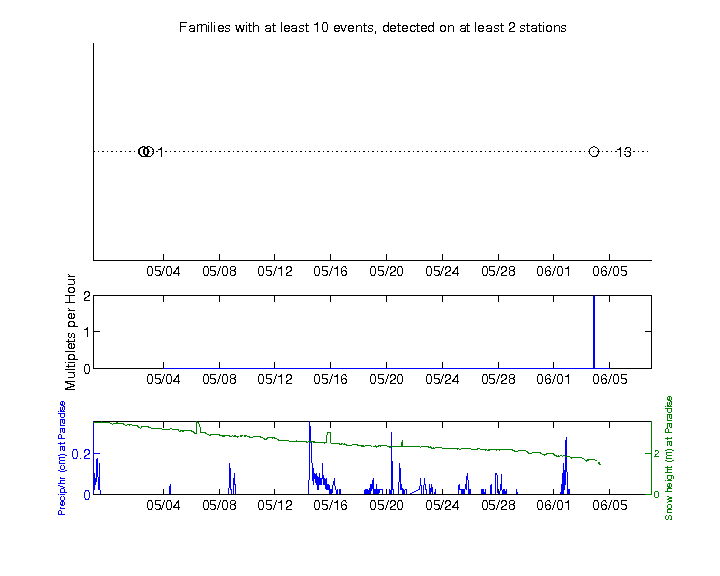 Families with at least 10 events, detected on at least 2 stations
1 13
05/04 05/08 05/12 05/16 05/20 05/24 05/28 06/01 06/05
Multiplets per Hour
2
1
0
05/04 05/08 05/12 05/16 05/20 05/24 05/28 06/01 06/05
Precip/hr (cm) at Paradise
0.2
0
2
0
Snow height (m) at Paradise
05/04 05/08 05/12 05/16 05/20 05/24 05/28 06/01 06/05